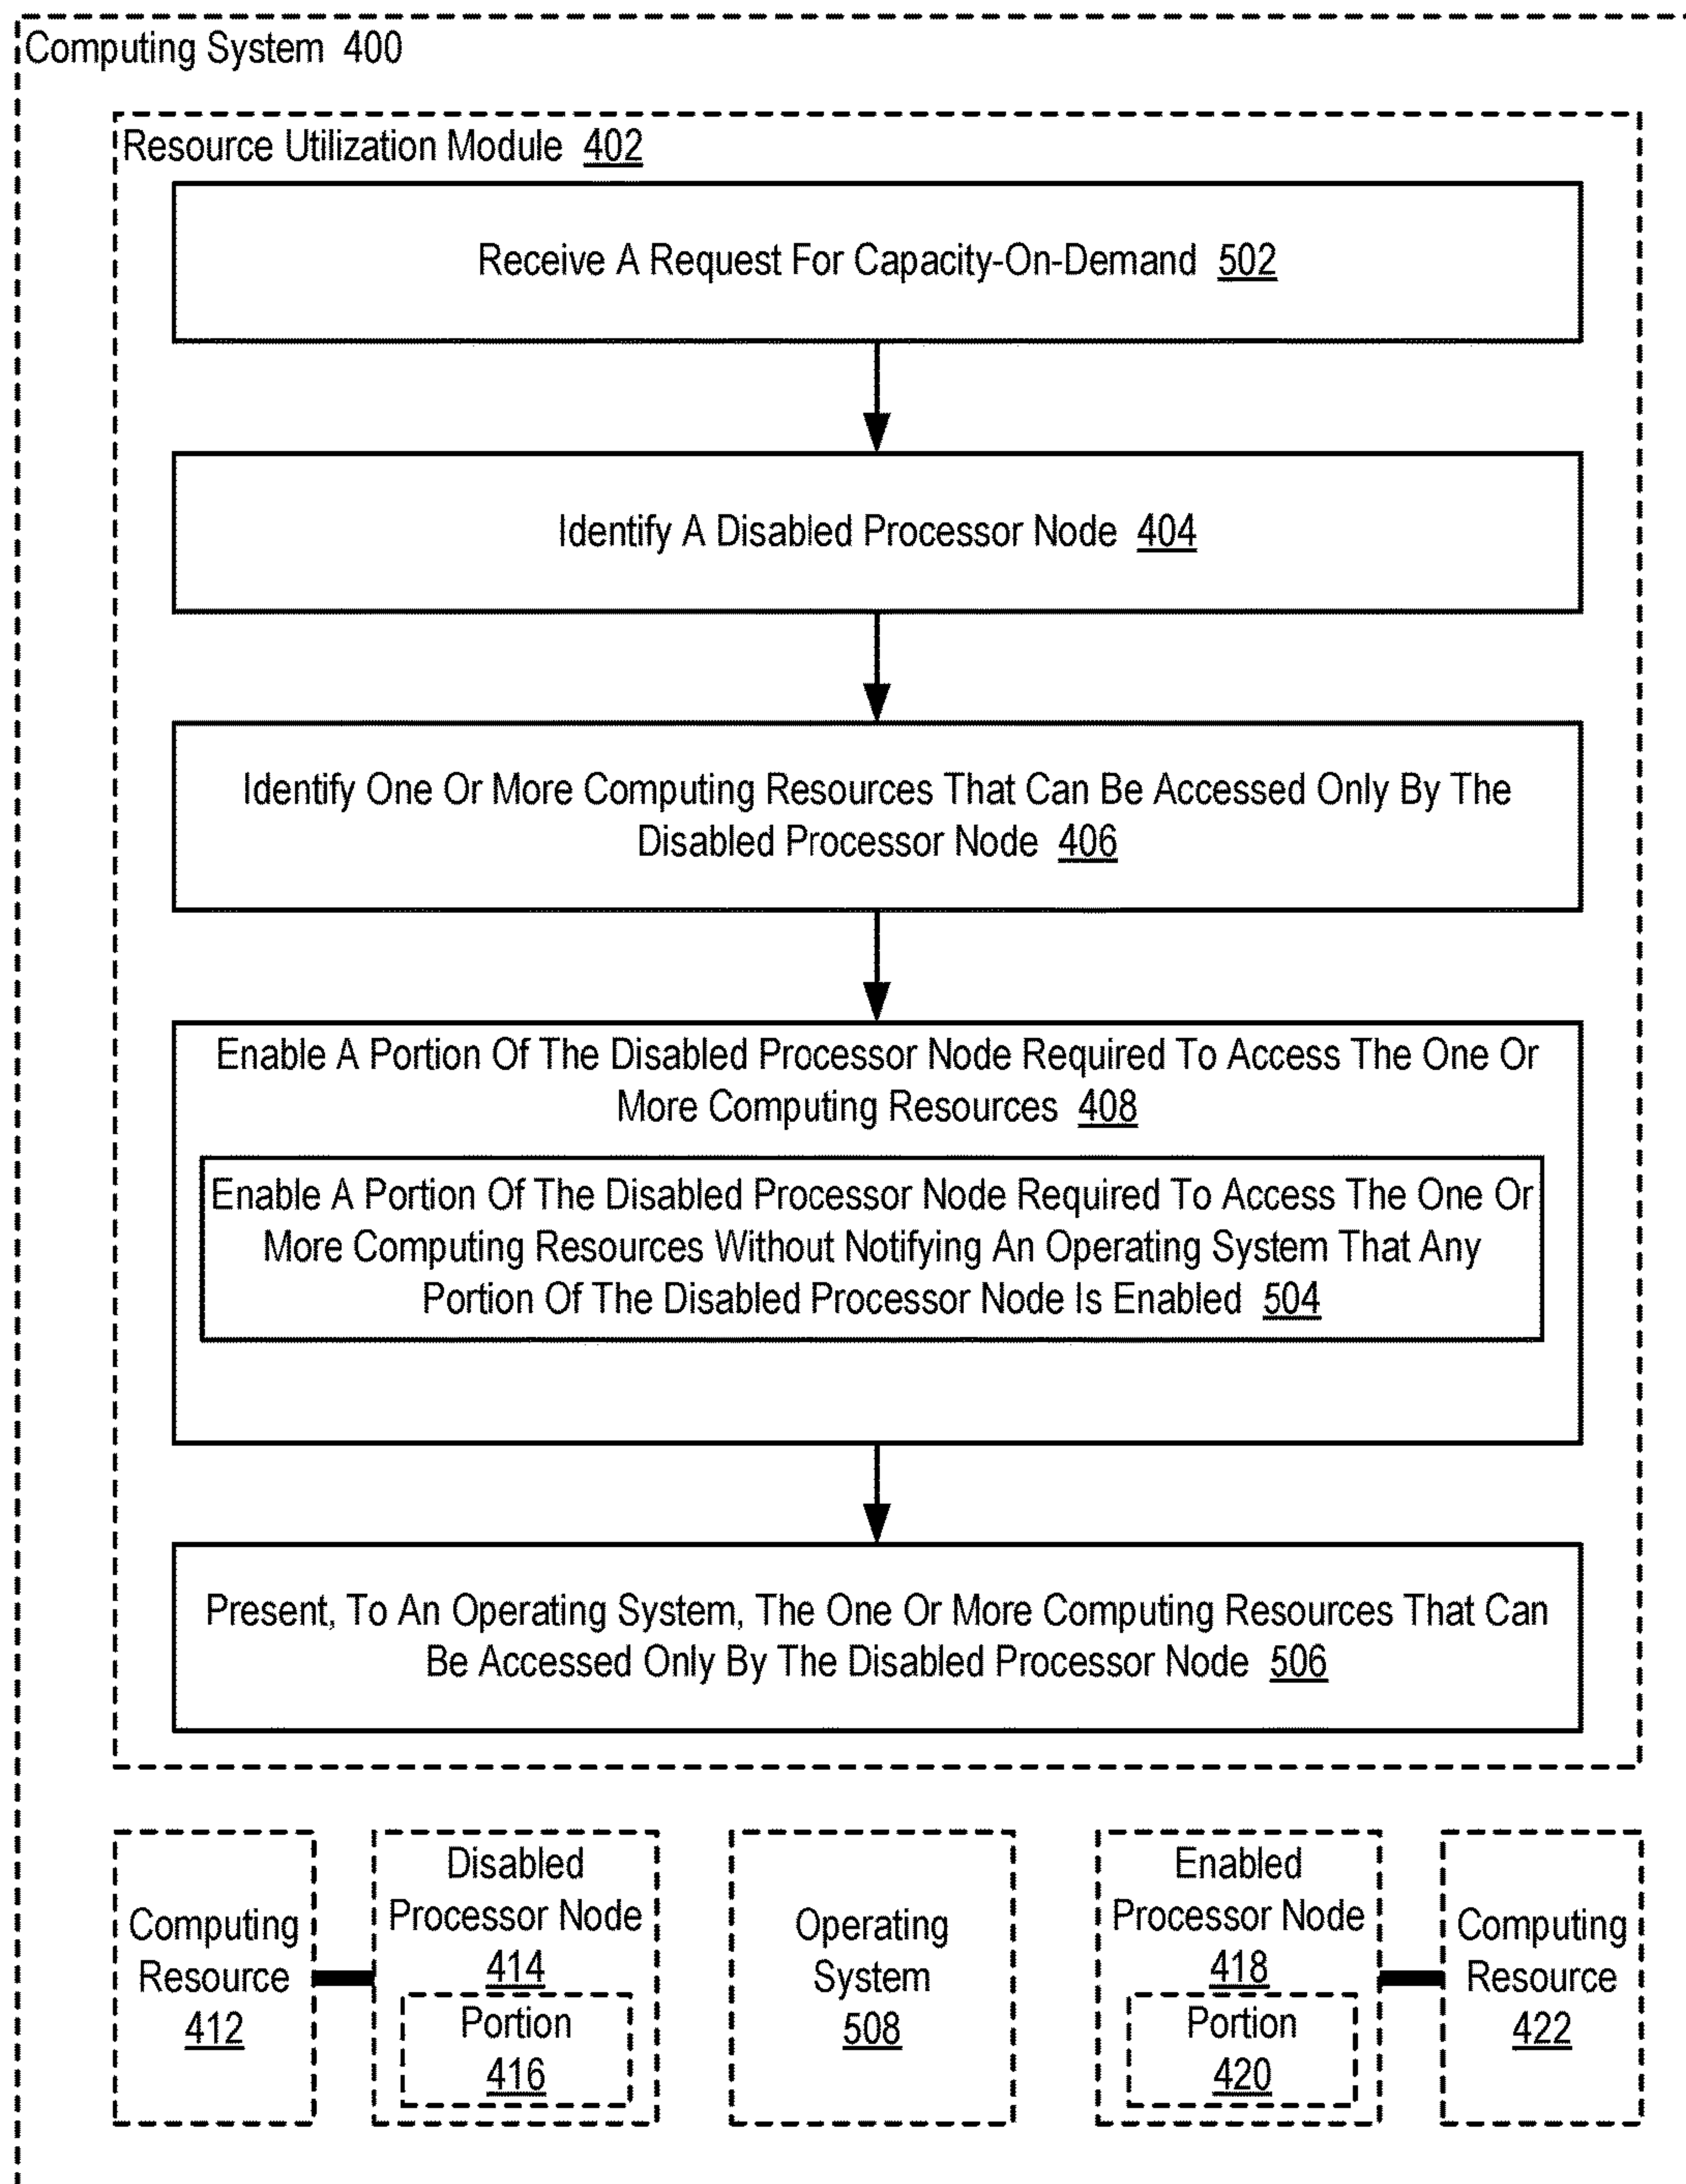 Computing System 400
Resource Utilization Module 402
Receive A Request For Capacity-On-Demand 502
Identify A Disabled Processor Node 404
Identify One Or More Computing Resources That Can Be Accessed Only By The
Disabled Processor Node 406
Enable A Portion Of The Disabled Processor Node Required To Access The One Or
More Computing Resources 408
Enable A Portion Of The Disabled Processor Node Required To Access The One Or
More Computing Resources Without Notifying An Operating System That Any
Portion Of The Disabled Processor Node Is Enabled 504
Present, To An Operating System, The One Or More Computing Resources That Can
Be Accessed Only By The Disabled Processor Node 506
Computing
Resource
412
Disabled
Processor Node
414
Portion
416
Operating
System
508
Enabled
Processor Node
418
Portion
420
Computing
Resource
422